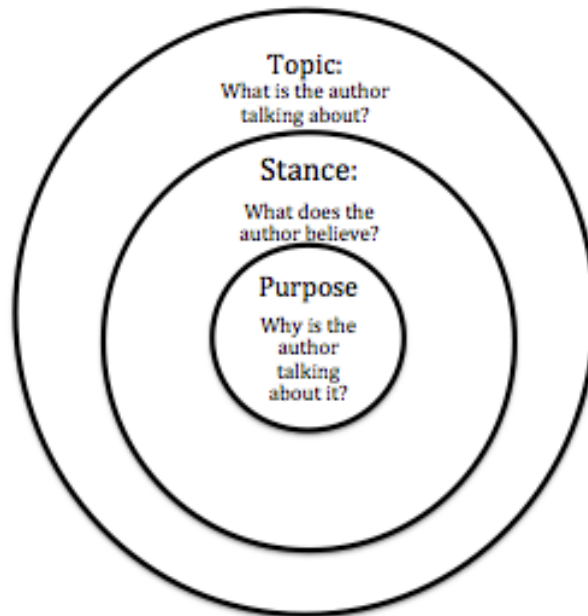 Topic:
What is the author
talking about?
Stance:
What does the
author believe?
Purpose
Why is the
author
talking
about it?